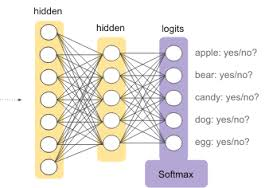 hidden
hidden
logits
apple: yes/no?
bear: yes/no?
candy: yes/no?
dog: yes/no?
egg: yes/no?
Softmax